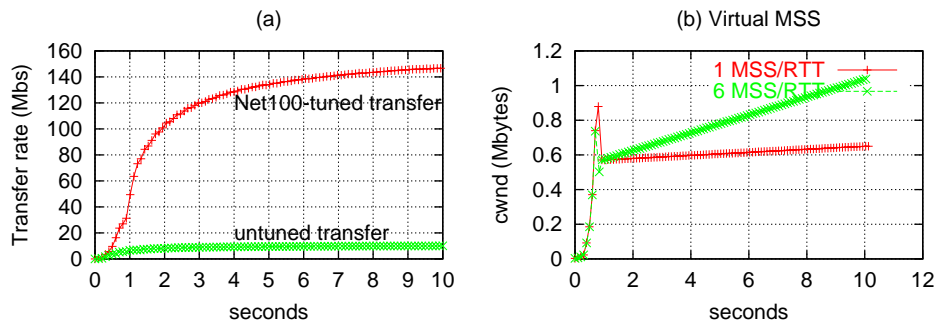 (a)
Transfer rate (Mbs)
160
140
120
100
80
60
40
20
0
Net100-tuned transfer
untuned transfer
0 1 2 3 4 5 6 7 8 9 10
seconds
(b) Virtual MSS
cwnd (Mbytes)
1.2
1
0.8
0.6
0.4
0.2
0
1 MSS/RTT
6 MSS/RTT
0 2 4 6 8 10 12
seconds